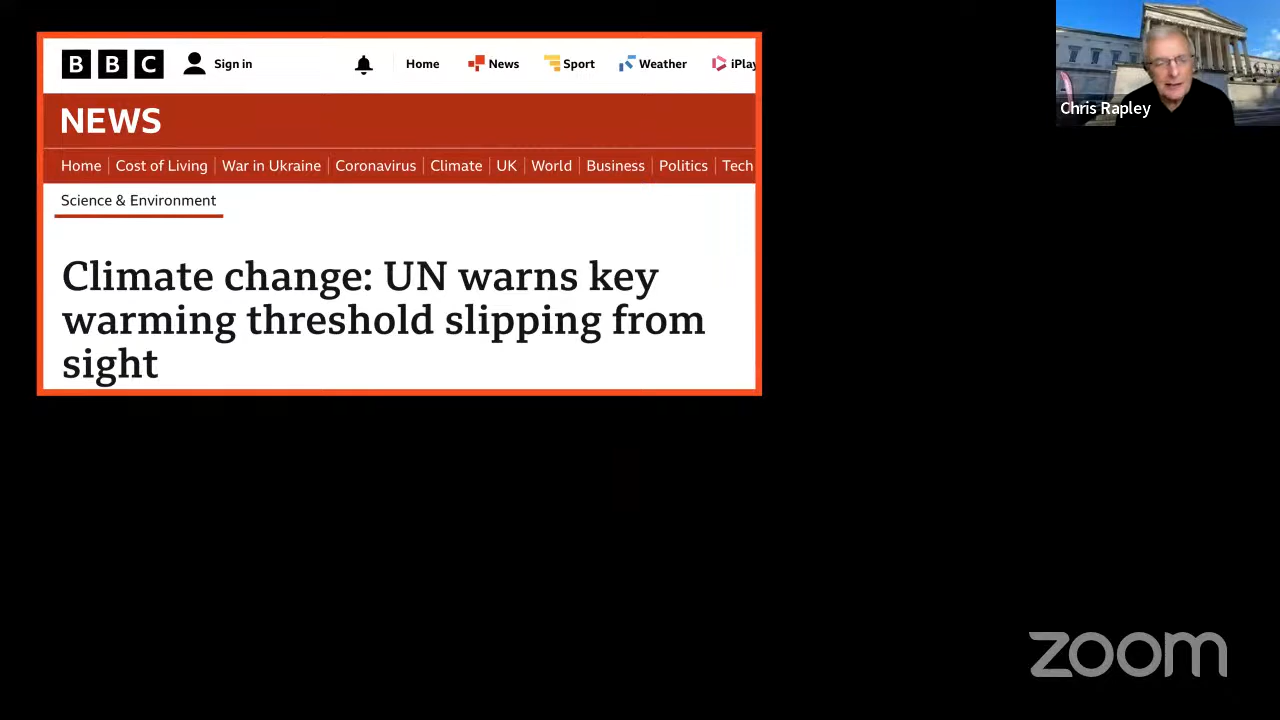 BBC Sign in Home News Sport Weather iPlay
NEWS
Home Cost of Living War in Ukraine Coronavirus Climate UK World Business Politics Tech
Science & Environment
Climate change: UN warns key
warming threshold slipping from
sight
Chris Rapley
zoom